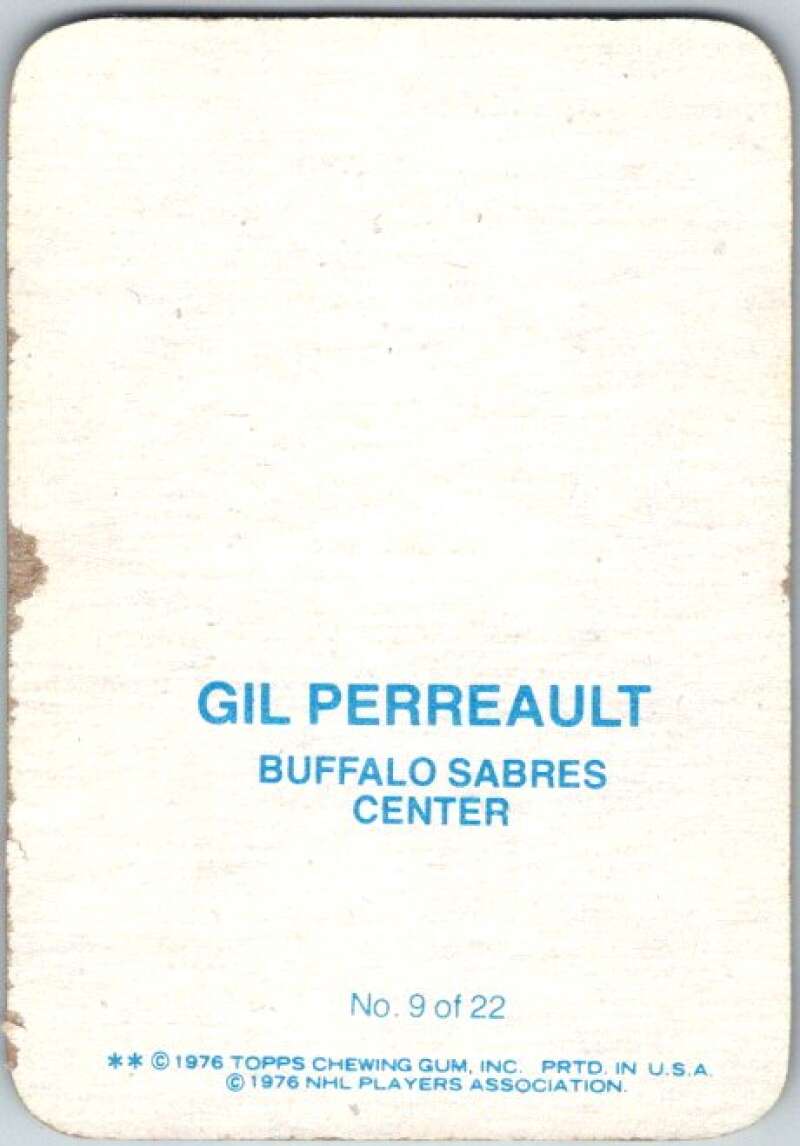 GIL PERREAULT
BUFFALO SABRES
CENTER
No. 9 of 22
** © 1976 TOPPS CHEWING GUM, INC. PRTD. IN U.S.A.
© 1976 NHL PLAYERS ASSOCIATION.